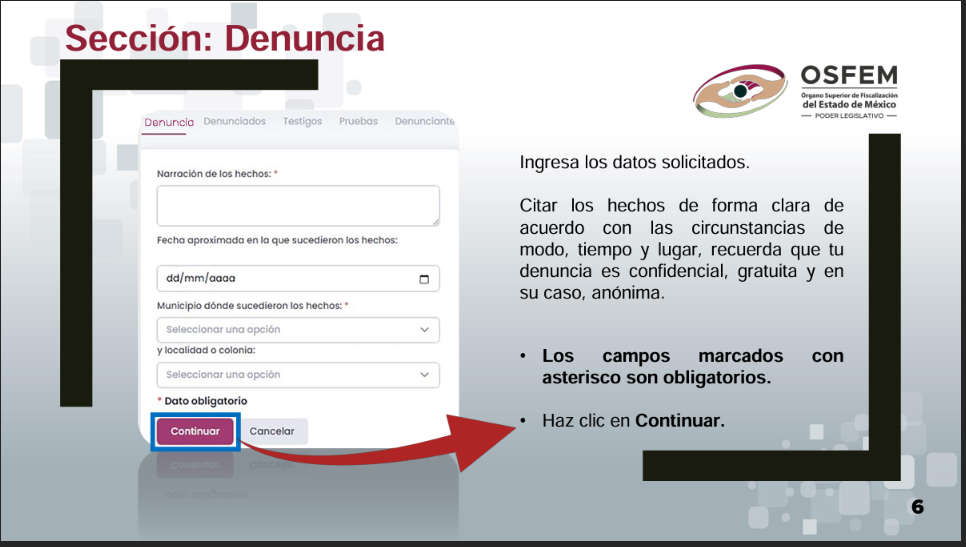 Sección: Denuncia
OSFEM
Órgano Superior de Fiscalización
del Estado de México
PODER LEGISLATIVO
Denuncia Denunciados Testigos Pruebas Denunciante
Narración de los hechos: *
Fecha aproximada en la que sucedieron los hechos:
dd/mm/aaaa
Municipio dónde sucedieron los hechos: *
Seleccionar una opción
y localidad o colonia:
Seleccionar una opción
* Dato obligatorio
Continuar Cancelar
Ingresa los datos solicitados.
Citar los hechos de forma clara de
acuerdo con las circunstancias de
modo, tiempo y lugar, recuerda que tu
denuncia es confidencial, gratuita y en
su caso, anónima.
• Los campos marcados con
asterisco son obligatorios.
• Haz clic en Continuar.
6